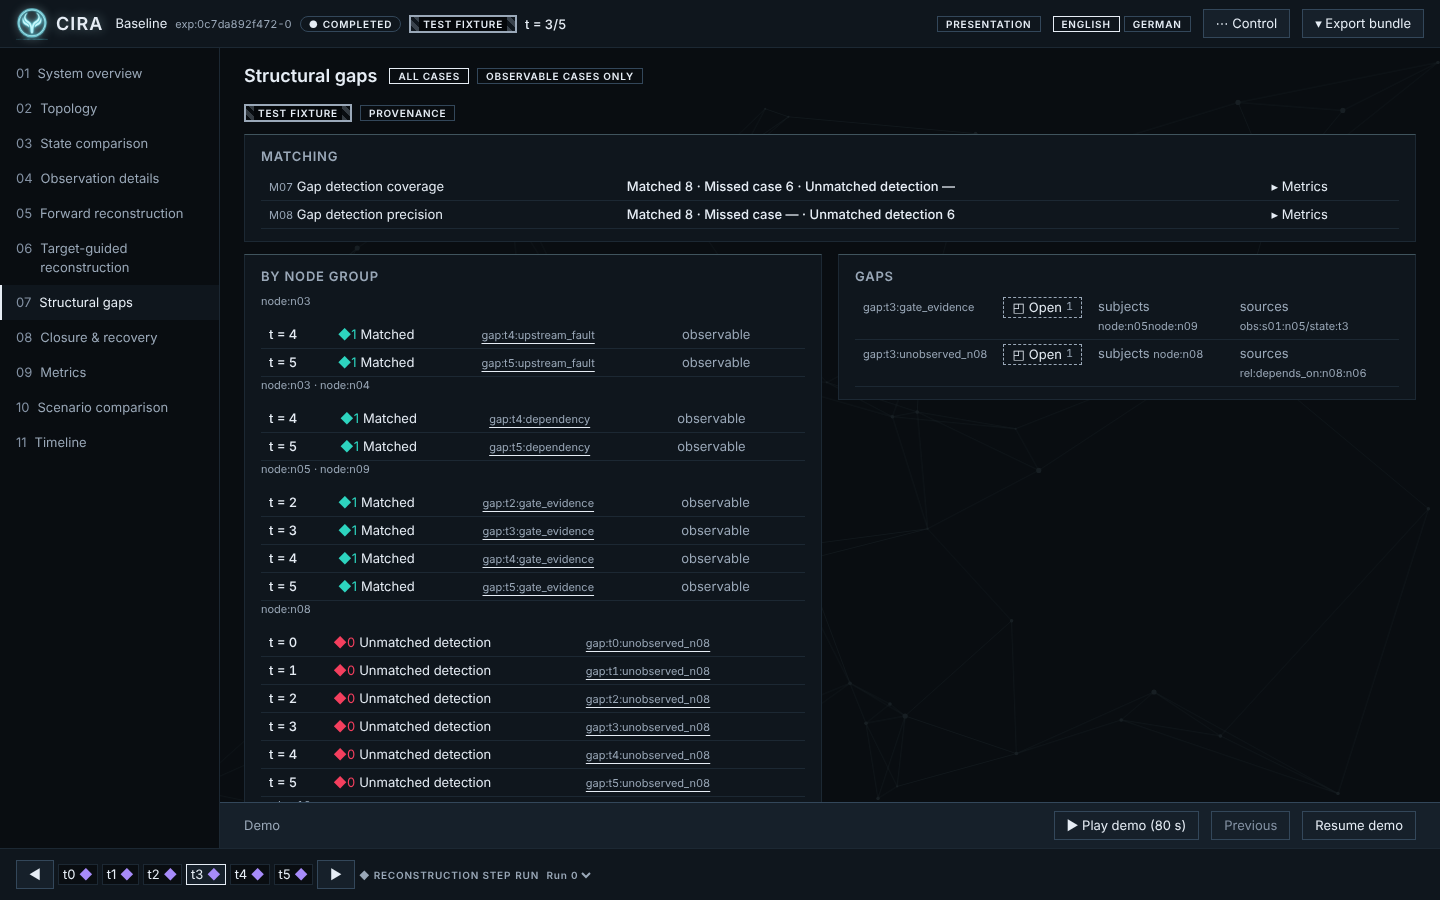 CIRA Baseline exp:0c7da892f472-0 ● COMPLETED TEST FIXTURE t = 3/5 PRESENTATION ENGLISH GERMAN ··· Control ▾ Export bundle
01 System overview
02 Topology
03 State comparison
04 Observation details
05 Forward reconstruction
06 Target-guided
reconstruction
07 Structural gaps
08 Closure & recovery
09 Metrics
10 Scenario comparison
11 Timeline
Structural gaps ALL CASES OBSERVABLE CASES ONLY
TEST FIXTURE PROVENANCE
MATCHING
M07 Gap detection coverage Matched 8 · Missed case 6 · Unmatched detection — ▸ Metrics
M08 Gap detection precision Matched 8 · Missed case — · Unmatched detection 6 ▸ Metrics
BY NODE GROUP
node:n03
t = 4 ◆1 Matched gap:t4:upstream_fault observable
t = 5 ◆1 Matched gap:t5:upstream_fault observable
node:n03 · node:n04
t = 4 ◆1 Matched gap:t4:dependency observable
t = 5 ◆1 Matched gap:t5:dependency observable
node:n05 · node:n09
t = 2 ◆1 Matched gap:t2:gate_evidence observable
t = 3 ◆1 Matched gap:t3:gate_evidence observable
t = 4 ◆1 Matched gap:t4:gate_evidence observable
t = 5 ◆1 Matched gap:t5:gate_evidence observable
node:n08
t = 0 ◆0 Unmatched detection gap:t0:unobserved_n08
t = 1 ◆0 Unmatched detection gap:t1:unobserved_n08
t = 2 ◆0 Unmatched detection gap:t2:unobserved_n08
t = 3 ◆0 Unmatched detection gap:t3:unobserved_n08
t = 4 ◆0 Unmatched detection gap:t4:unobserved_n08
t = 5 ◆0 Unmatched detection gap:t5:unobserved_n08
GAPS
gap:t3:gate_evidence ◰ Open 1 subjects sources
node:n05node:n09 obs:s01:n05/state:t3
gap:t3:unobserved_n08 ◰ Open 1 subjects node:n08 sources
rel:depends_on:n08:n06
Demo ▶ Play demo (80 s) Previous Resume demo
◀ t0 ◆ t1 ◆ t2 ◆ t3 ◆ t4 ◆ t5 ◆ ▶ ◆ RECONSTRUCTION STEP RUN Run 0